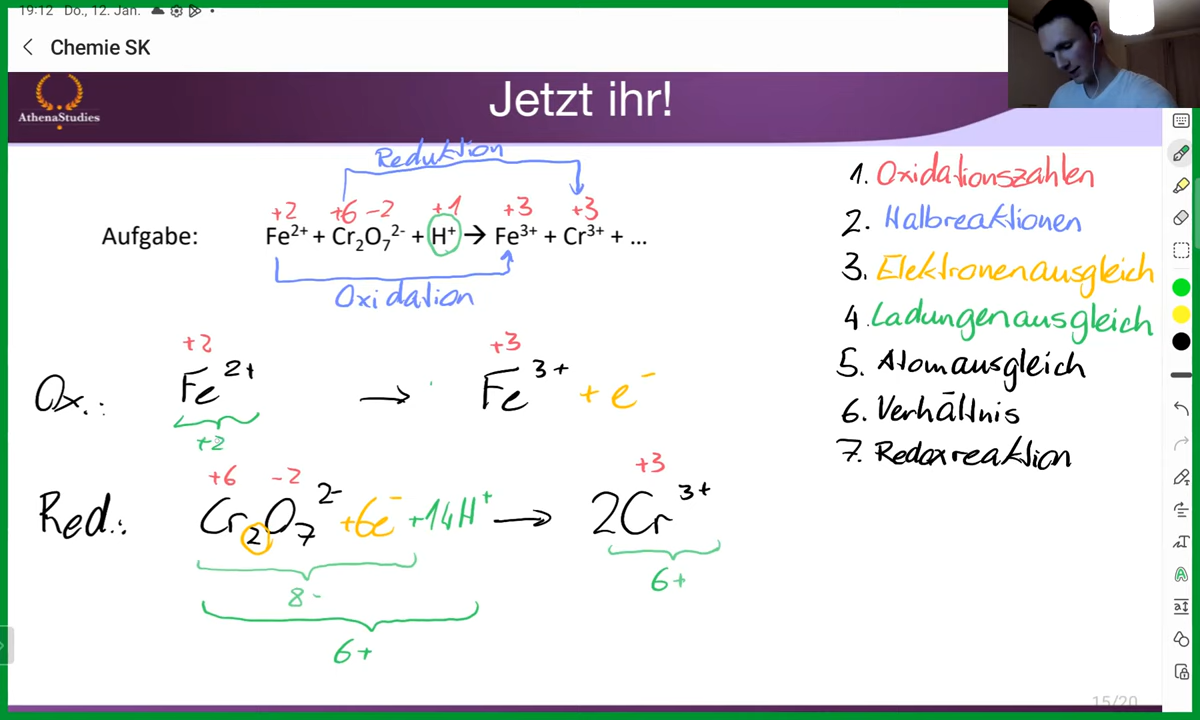 19:12 Do., 12. Jan.
Chemie SK
AthenaStudies
Jetzt ihr!
Reduktion
+2 +6 -2 +1 +3 +3
Aufgabe: Fe²⁺ + Cr₂O₇²⁻ + H⁺ → Fe³⁺ + Cr³⁺ + ...
Oxidation
+2 +3
Ox.: Fe²⁺ → Fe³⁺ + e⁻
+2
+6 -2 +3
Red.: Cr₂O₇²⁻ +6e⁻ +14H⁺ → 2Cr³⁺
8-
6+
6+
1. Oxidationszahlen
2. Halbreaktionen
3. Elektronenausgleich
4. Ladungenausgleich
5. Atomausgleich
6. Verhältnis
7. Redoxreaktion
15/20